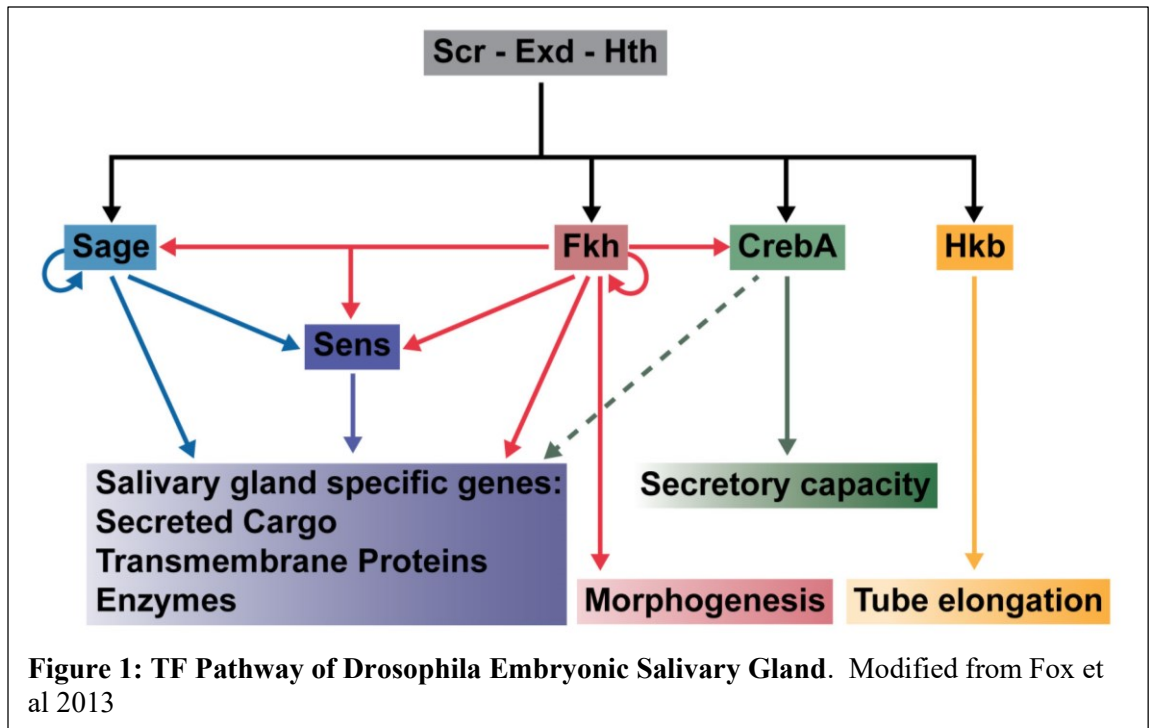 Scr - Exd - Hth
Sage
Fkh
CrebA
Hkb
Sens
Salivary gland specific genes:
Secreted Cargo
Transmembrane Proteins
Enzymes
Secretory capacity
Morphogenesis
Tube elongation
Figure 1: TF Pathway of Drosophila Embryonic Salivary Gland. Modified from Fox et
al 2013